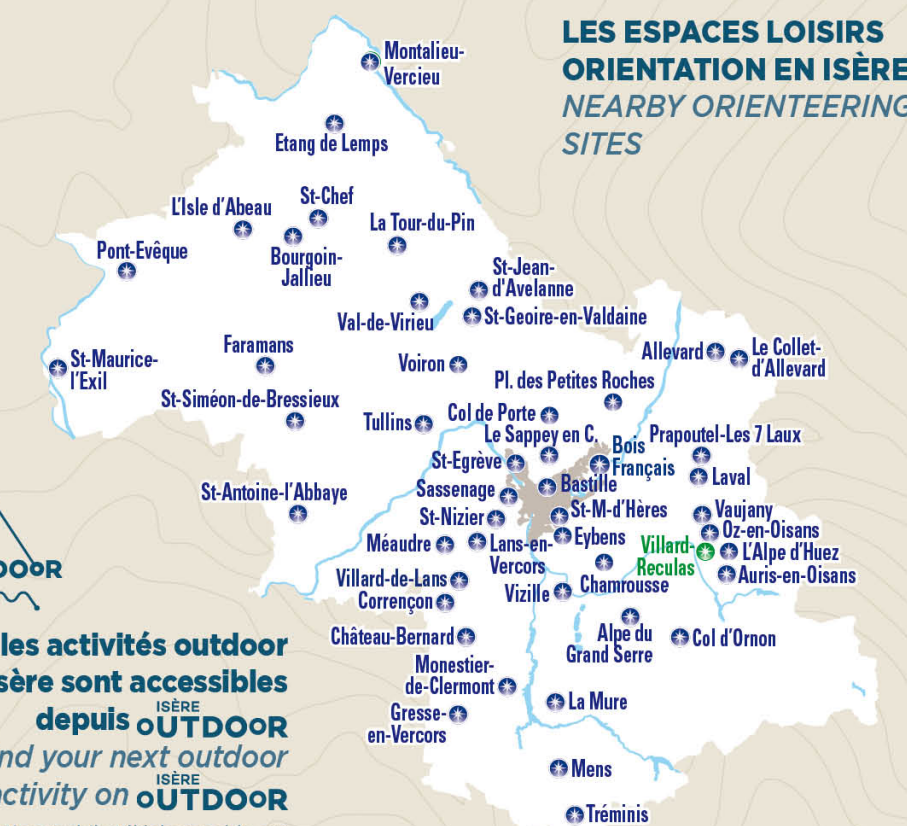 LES ESPACES LOISIRS
ORIENTATION EN ISÈRE
NEARBY ORIENTEERING
SITES
Montalieu-
Vercieu
Etang de Lemps
St-Chef
L'Isle d'Abeau
La Tour-du-Pin
Pont-Evêque
Bourgoin-
Jallieu
St-Jean-
d'Avelanne
Val-de-Virieu
St-Geoire-en-Valdaine
Faramans
St-Maurice-
l'Exil
Voiron
Allevard
Le Collet-
d'Allevard
Pl. des Petites Roches
St-Siméon-de-Bressieux
Tullins
Col de Porte
Le Sappey en C.
Bois
Français
Prapoutel-Les 7 Laux
St-Egrève
Laval
Bastille
Sassenage
St-Antoine-l'Abbaye
St-M-d'Hères
Vaujany
St-Nizier
Oz-en-Oisans
Eybens
Villard-
Reculas
Méaudre
Lans-en-
Vercors
L'Alpe d'Huez
Auris-en-Oisans
Villard-de-Lans
Chamrousse
Corrençon
Vizille
Château-Bernard
Alpe du
Grand Serre
Col d'Ornon
Monestier-
de-Clermont
La Mure
Gresse-
en-Vercors
Mens
Tréminis
OOOR
les activités outdoor
sère sont accessibles
depuis ISÈRE OUTDOOR
nd your next outdoor
activity on ISÈRE OUTDOOR